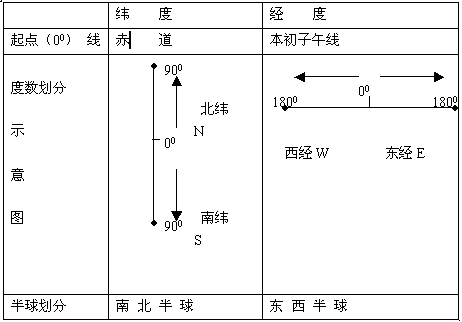 纬 度 经 度
起点（0⁰） 线 赤 道 本初子午线
度数划分
示
意
图
90⁰
北纬
N
0⁰
南纬
90⁰
S
0⁰
180⁰ 180⁰
西经 W 东经 E
半球划分 南 北 半 球 东 西 半 球